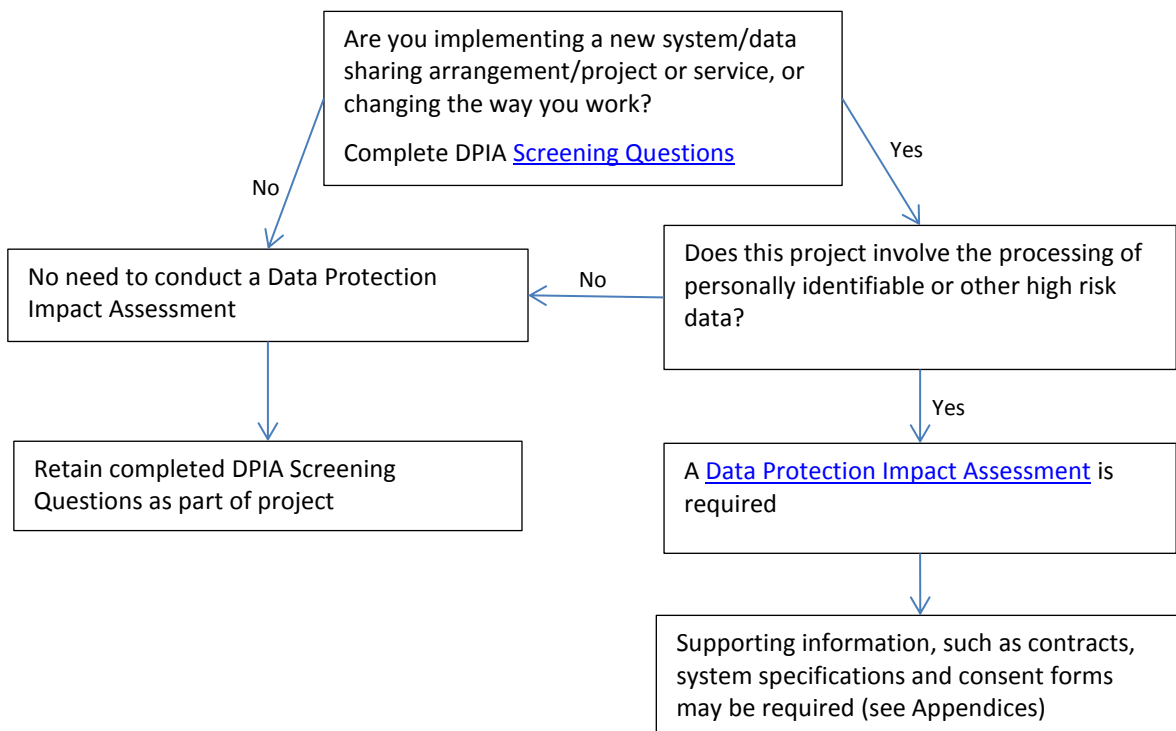 Are you implementing a new system/data
sharing arrangement/project or service, or
changing the way you work?
Complete DPIA Screening Questions
No
Yes
No need to conduct a Data Protection
Impact Assessment
No
Does this project involve the processing of
personally identifiable or other high risk
data?
Yes
Retain completed DPIA Screening
Questions as part of project
A Data Protection Impact Assessment is
required
Supporting information, such as contracts,
system specifications and consent forms
may be required (see Appendices)